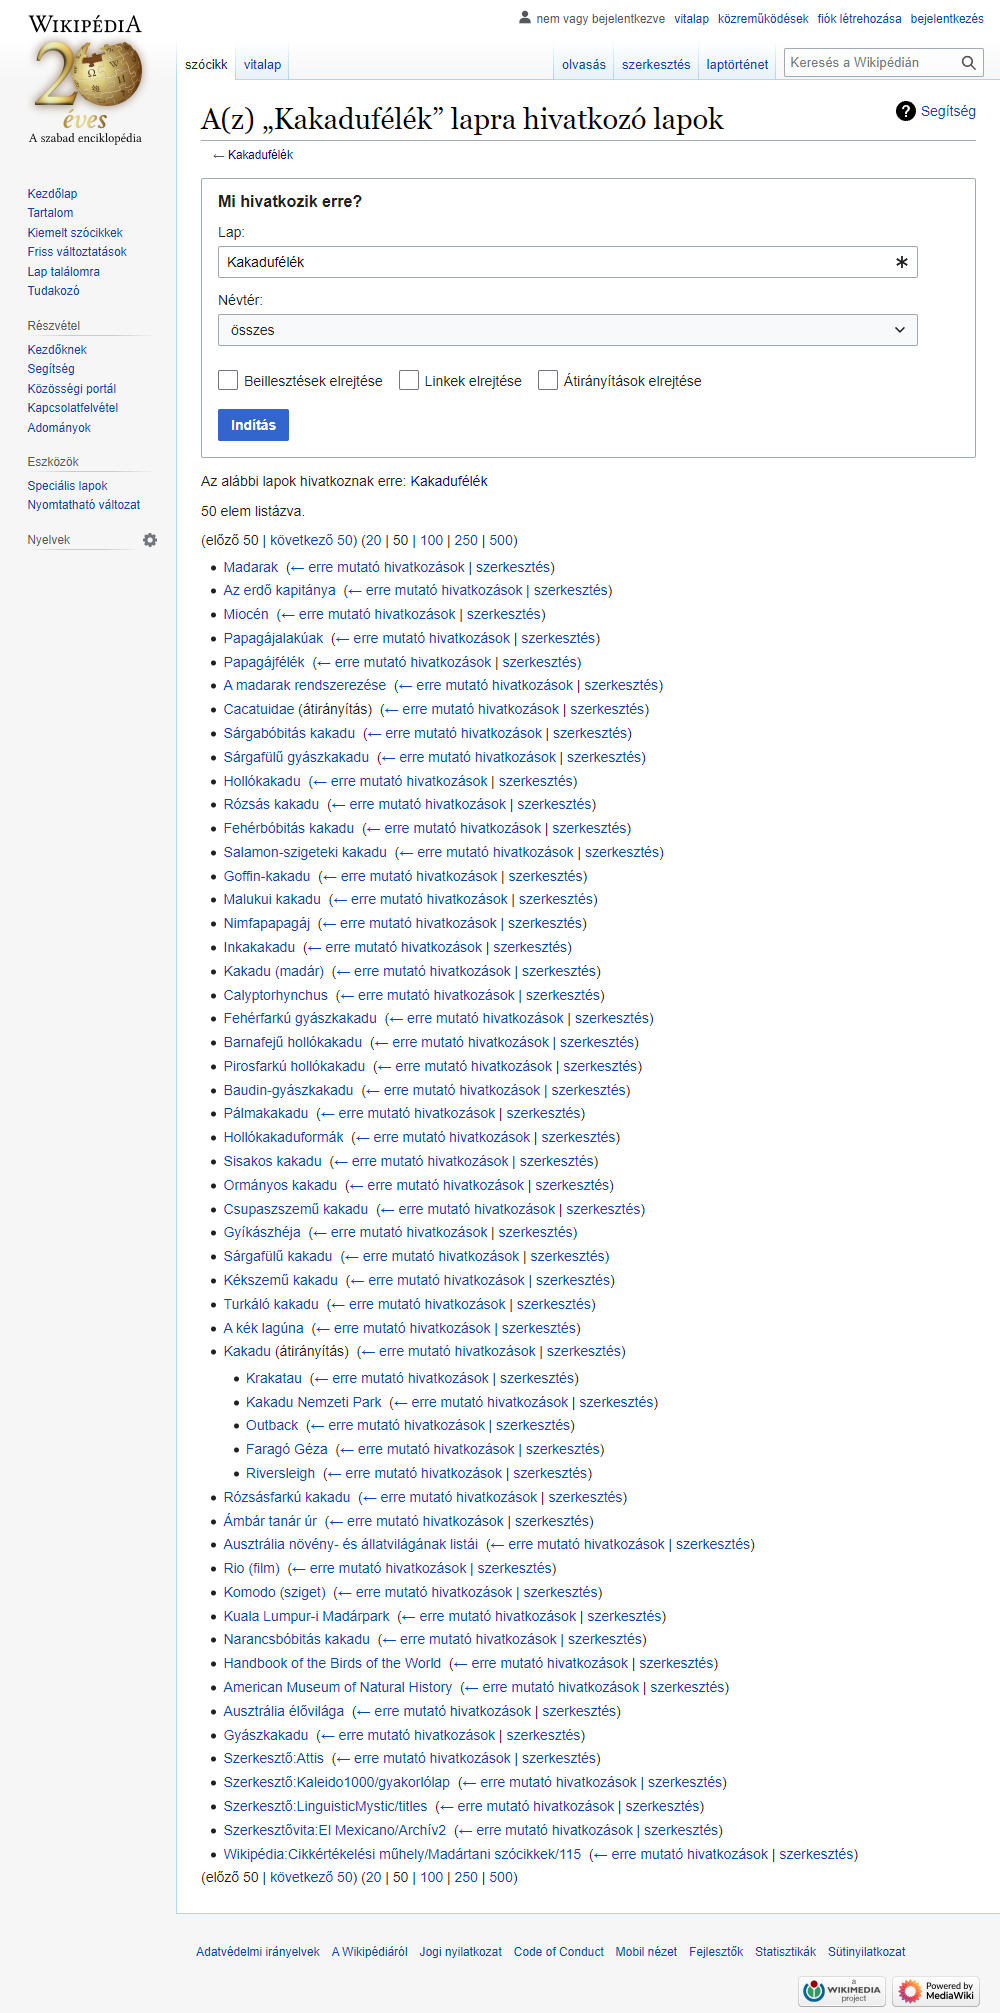 WIKIPÉDIA
20
éves
A szabad enciklopédia
nem vagy bejelentkezve vitalap közreműködések fiók létrehozása bejelentkezés
szócikk vitalap olvasás szerkesztés laptörténet Keresés a Wikipédián
A(z) „Kakadufélék” lapra hivatkozó lapok
Segítség
← Kakadufélék
Kezdőlap
Tartalom
Kiemelt szócikkek
Friss változtatások
Lap találomra
Tudakozó
Részvétel
Kezdőknek
Segítség
Közösségi portál
Kapcsolatfelvétel
Adományok
Eszközök
Speciális lapok
Nyomtatható változat
Nyelvek
Mi hivatkozik erre?
Lap:
Kakadufélék
Névtér:
összes
Beillesztések elrejtése Linkek elrejtése Átirányítások elrejtése
Indítás
Az alábbi lapok hivatkoznak erre: Kakadufélék
50 elem listázva.
(előző 50 | következő 50) (20 | 50 | 100 | 250 | 500)
• Madarak (← erre mutató hivatkozások | szerkesztés)
• Az erdő kapitánya (← erre mutató hivatkozások | szerkesztés)
• Miocén (← erre mutató hivatkozások | szerkesztés)
• Papagájalakúak (← erre mutató hivatkozások | szerkesztés)
• Papagájfélék (← erre mutató hivatkozások | szerkesztés)
• A madarak rendszerezése (← erre mutató hivatkozások | szerkesztés)
• Cacatuidae (átirányítás) (← erre mutató hivatkozások | szerkesztés)
• Sárgabóbitás kakadu (← erre mutató hivatkozások | szerkesztés)
• Sárgafülű gyászkakadu (← erre mutató hivatkozások | szerkesztés)
• Hollókakadu (← erre mutató hivatkozások | szerkesztés)
• Rózsás kakadu (← erre mutató hivatkozások | szerkesztés)
• Fehérbóbitás kakadu (← erre mutató hivatkozások | szerkesztés)
• Salamon-szigeteki kakadu (← erre mutató hivatkozások | szerkesztés)
• Goffin-kakadu (← erre mutató hivatkozások | szerkesztés)
• Malukui kakadu (← erre mutató hivatkozások | szerkesztés)
• Nimfapapagáj (← erre mutató hivatkozások | szerkesztés)
• Inkakakadu (← erre mutató hivatkozások | szerkesztés)
• Kakadu (madár) (← erre mutató hivatkozások | szerkesztés)
• Calyptorhynchus (← erre mutató hivatkozások | szerkesztés)
• Fehérfarkú gyászkakadu (← erre mutató hivatkozások | szerkesztés)
• Barnafejű hollókakadu (← erre mutató hivatkozások | szerkesztés)
• Pirosfarkú hollókakadu (← erre mutató hivatkozások | szerkesztés)
• Baudin-gyászkakadu (← erre mutató hivatkozások | szerkesztés)
• Pálmakakadu (← erre mutató hivatkozások | szerkesztés)
• Hollókakaduformák (← erre mutató hivatkozások | szerkesztés)
• Sisakos kakadu (← erre mutató hivatkozások | szerkesztés)
• Ormányos kakadu (← erre mutató hivatkozások | szerkesztés)
• Csupaszszemű kakadu (← erre mutató hivatkozások | szerkesztés)
• Gyíkászhéja (← erre mutató hivatkozások | szerkesztés)
• Sárgafülű kakadu (← erre mutató hivatkozások | szerkesztés)
• Kékszemű kakadu (← erre mutató hivatkozások | szerkesztés)
• Turkáló kakadu (← erre mutató hivatkozások | szerkesztés)
• A kék lagúna (← erre mutató hivatkozások | szerkesztés)
• Kakadu (átirányítás) (← erre mutató hivatkozások | szerkesztés)
• Krakatau (← erre mutató hivatkozások | szerkesztés)
• Kakadu Nemzeti Park (← erre mutató hivatkozások | szerkesztés)
• Outback (← erre mutató hivatkozások | szerkesztés)
• Faragó Géza (← erre mutató hivatkozások | szerkesztés)
• Riversleigh (← erre mutató hivatkozások | szerkesztés)
• Rózsásfarkú kakadu (← erre mutató hivatkozások | szerkesztés)
• Ámbár tanár úr (← erre mutató hivatkozások | szerkesztés)
• Ausztrália növény- és állatvilágának listái (← erre mutató hivatkozások | szerkesztés)
• Rio (film) (← erre mutató hivatkozások | szerkesztés)
• Komodo (sziget) (← erre mutató hivatkozások | szerkesztés)
• Kuala Lumpur-i Madárpark (← erre mutató hivatkozások | szerkesztés)
• Narancsbóbitás kakadu (← erre mutató hivatkozások | szerkesztés)
• Handbook of the Birds of the World (← erre mutató hivatkozások | szerkesztés)
• American Museum of Natural History (← erre mutató hivatkozások | szerkesztés)
• Ausztrália élővilága (← erre mutató hivatkozások | szerkesztés)
• Gyászkakadu (← erre mutató hivatkozások | szerkesztés)
• Szerkesztő:Attis (← erre mutató hivatkozások | szerkesztés)
• Szerkesztő:Kaleido1000/gyakorlólap (← erre mutató hivatkozások | szerkesztés)
• Szerkesztő:LinguisticMystic/titles (← erre mutató hivatkozások | szerkesztés)
• Szerkesztővita:El Mexicano/Archív2 (← erre mutató hivatkozások | szerkesztés)
• Wikipédia:Cikkértékelési műhely/Madártani szócikkek/115 (← erre mutató hivatkozások | szerkesztés)
(előző 50 | következő 50) (20 | 50 | 100 | 250 | 500)
Adatvédelmi irányelvek A Wikipédiáról Jogi nyilatkozat Code of Conduct Mobil nézet Fejlesztők Statisztikák Sütinyilatkozat
a
WIKIMEDIA
project
Powered by
MediaWiki